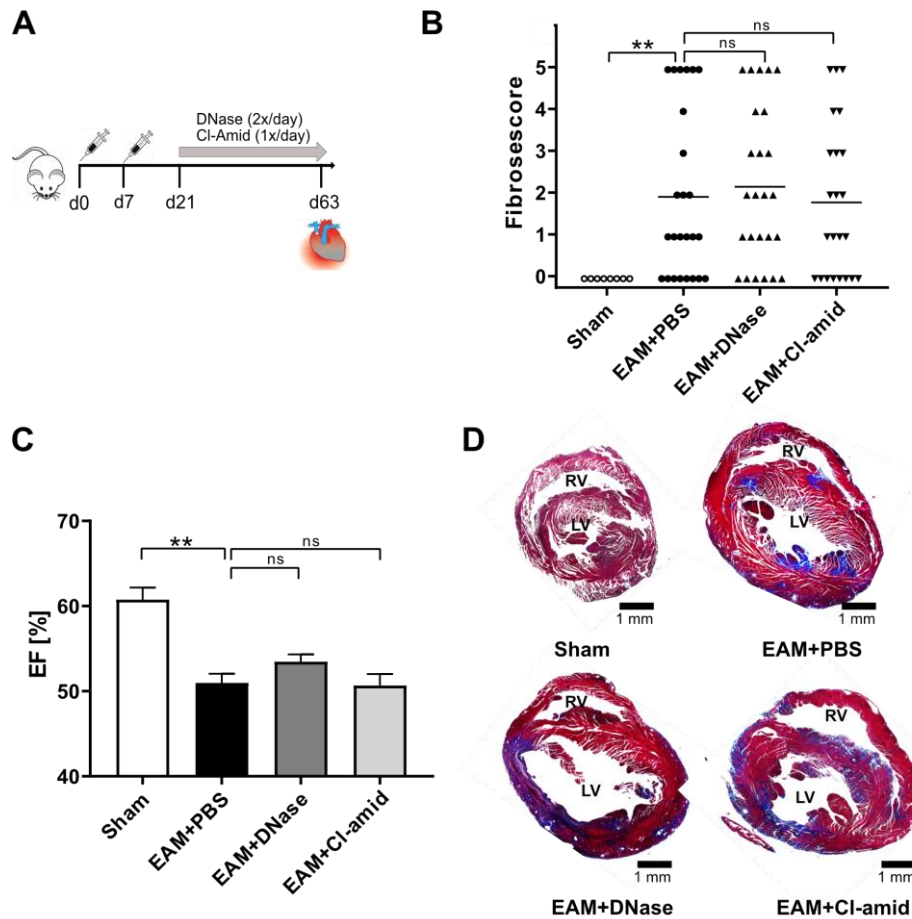 A
DNase (2x/day)
Cl-Amid (1x/day)
d0 d7 d21 d63
B
ns
** ns
Fibrosescore
5
4
3
2
1
0
Sham
EAM+PBS
EAM+DNase
EAM+Cl-amid
C
70
60
50
40
EF [%]
ns
** ns
Sham
EAM+PBS
EAM+DNase
EAM+Cl-amid
D
RV
LV
1 mm
Sham
RV
LV
1 mm
EAM+PBS
RV
LV
1 mm
EAM+DNase
RV
LV
1 mm
EAM+Cl-amid